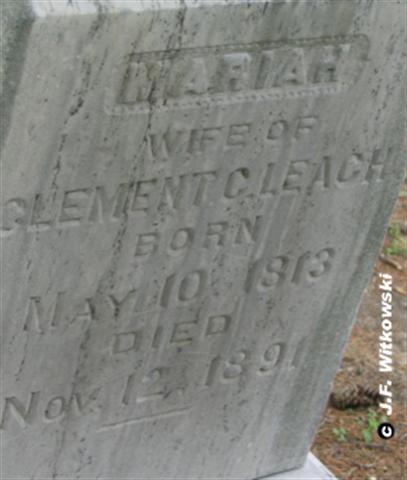 MARIAH
WIFE OF
CLEMENT C. LEACH
BORN
MAY 10, 1813
DIED
NOV. 12, 1891
© J.F. Witkowski